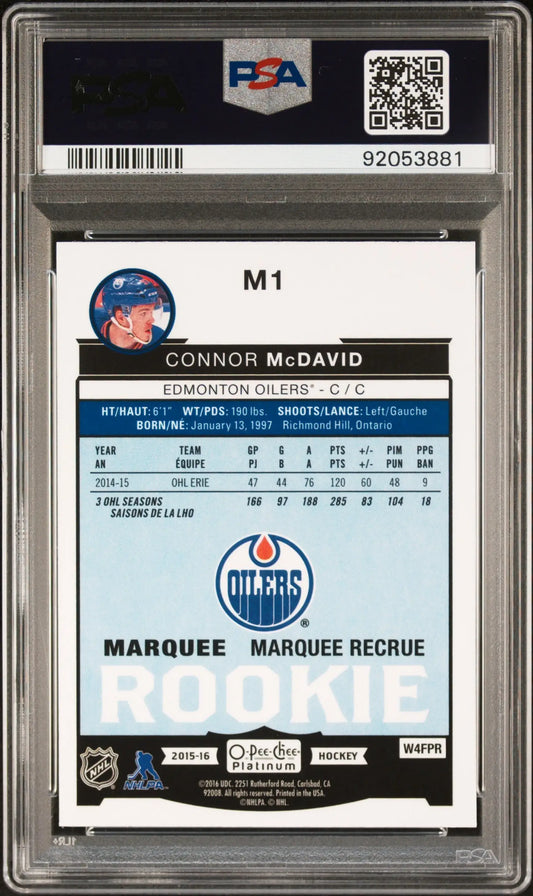 PSA
PSA
92053881
M1
CONNOR McDAVID
EDMONTON OILERS® - C / C
HT/HAUT: 6'1" WT/PDS: 190 lbs. SHOOTS/LANCE: Left/Gauche
BORN/NÉ: January 13, 1997 Richmond Hill, Ontario
YEAR TEAM GP G A PTS +/- PIM PPG
AN ÉQUIPE PJ B A PTS +/- PUN BAN
2014-15 OHL ERIE 47 44 76 120 60 48 9
3 OHL SEASONS 166 97 188 285 83 104 18
SAISONS DE LA LHO
OILERS
®
MARQUEE MARQUEE RECRUE
ROOKIE
NHL NHLPA 2015-16 O-Pee-Chee HOCKEY W4FPR
Platinum
©2016 UDC. 2251 Rutherford Road, Carlsbad, CA
92008. All rights reserved. Printed in the USA.
©NHLPA. © NHL.
PSA